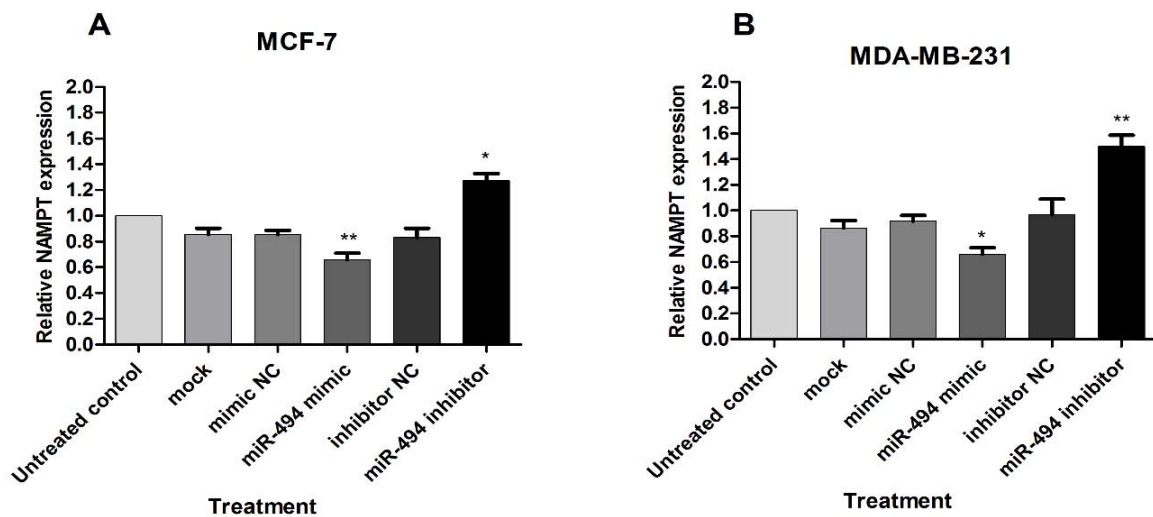 A
MCF-7
Relative NAMPT expression
2.0
1.8
1.6
1.4
1.2
1.0
0.8
0.6
0.4
0.2
0.0
**
*
Untreated control
mock
mimic NC
miR-494 mimic
inhibitor NC
miR-494 inhibitor
Treatment
B
MDA-MB-231
Relative NAMPT expression
2.0
1.8
1.6
1.4
1.2
1.0
0.8
0.6
0.4
0.2
0.0
*
**
Untreated control
mock
mimic NC
miR-494 mimic
inhibitor NC
miR-494 inhibitor
Treatment